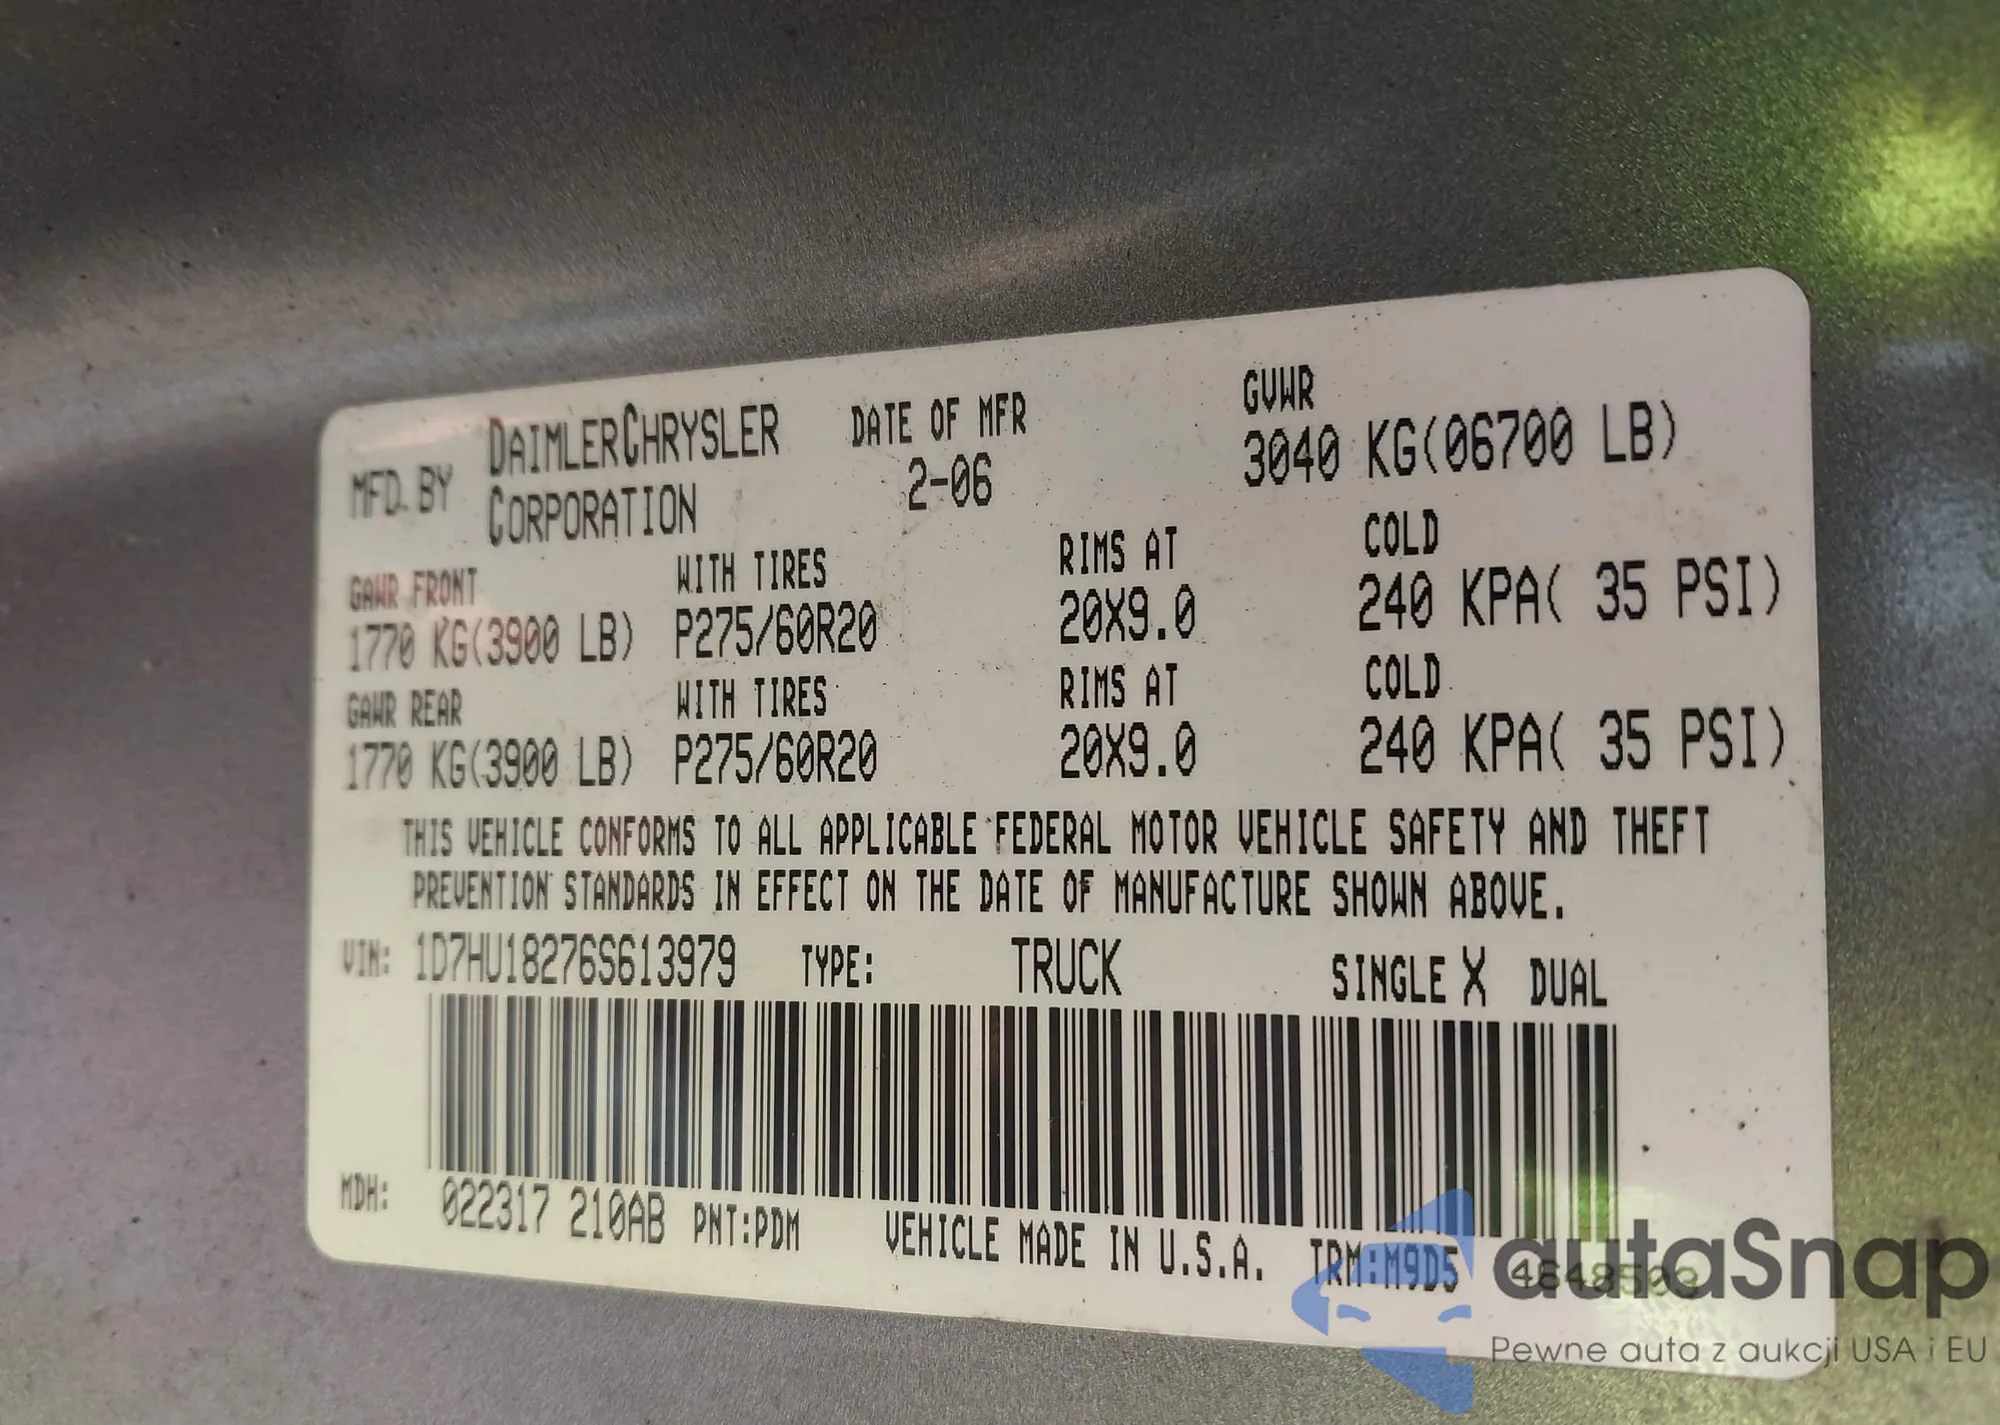 MFD. BY DAIMLERCHRYSLER CORPORATION DATE OF MFR 2-06 GVWR 3040 KG(06700 LB)
GAWR FRONT WITH TIRES RIMS AT COLD
1770 KG(3900 LB) P275/60R20 20X9.0 240 KPA( 35 PSI)
GAWR REAR WITH TIRES RIMS AT COLD
1770 KG(3900 LB) P275/60R20 20X9.0 240 KPA( 35 PSI)
THIS VEHICLE CONFORMS TO ALL APPLICABLE FEDERAL MOTOR VEHICLE SAFETY AND THEFT
PREVENTION STANDARDS IN EFFECT ON THE DATE OF MANUFACTURE SHOWN ABOVE.
VIN: 1D7HU18276S613979 TYPE: TRUCK SINGLE X DUAL
MDH: 022317 210AB PNT:PDM VEHICLE MADE IN U.S.A. TRM:M9D5
autaSnap
Pewne auta z aukcji USA i EU